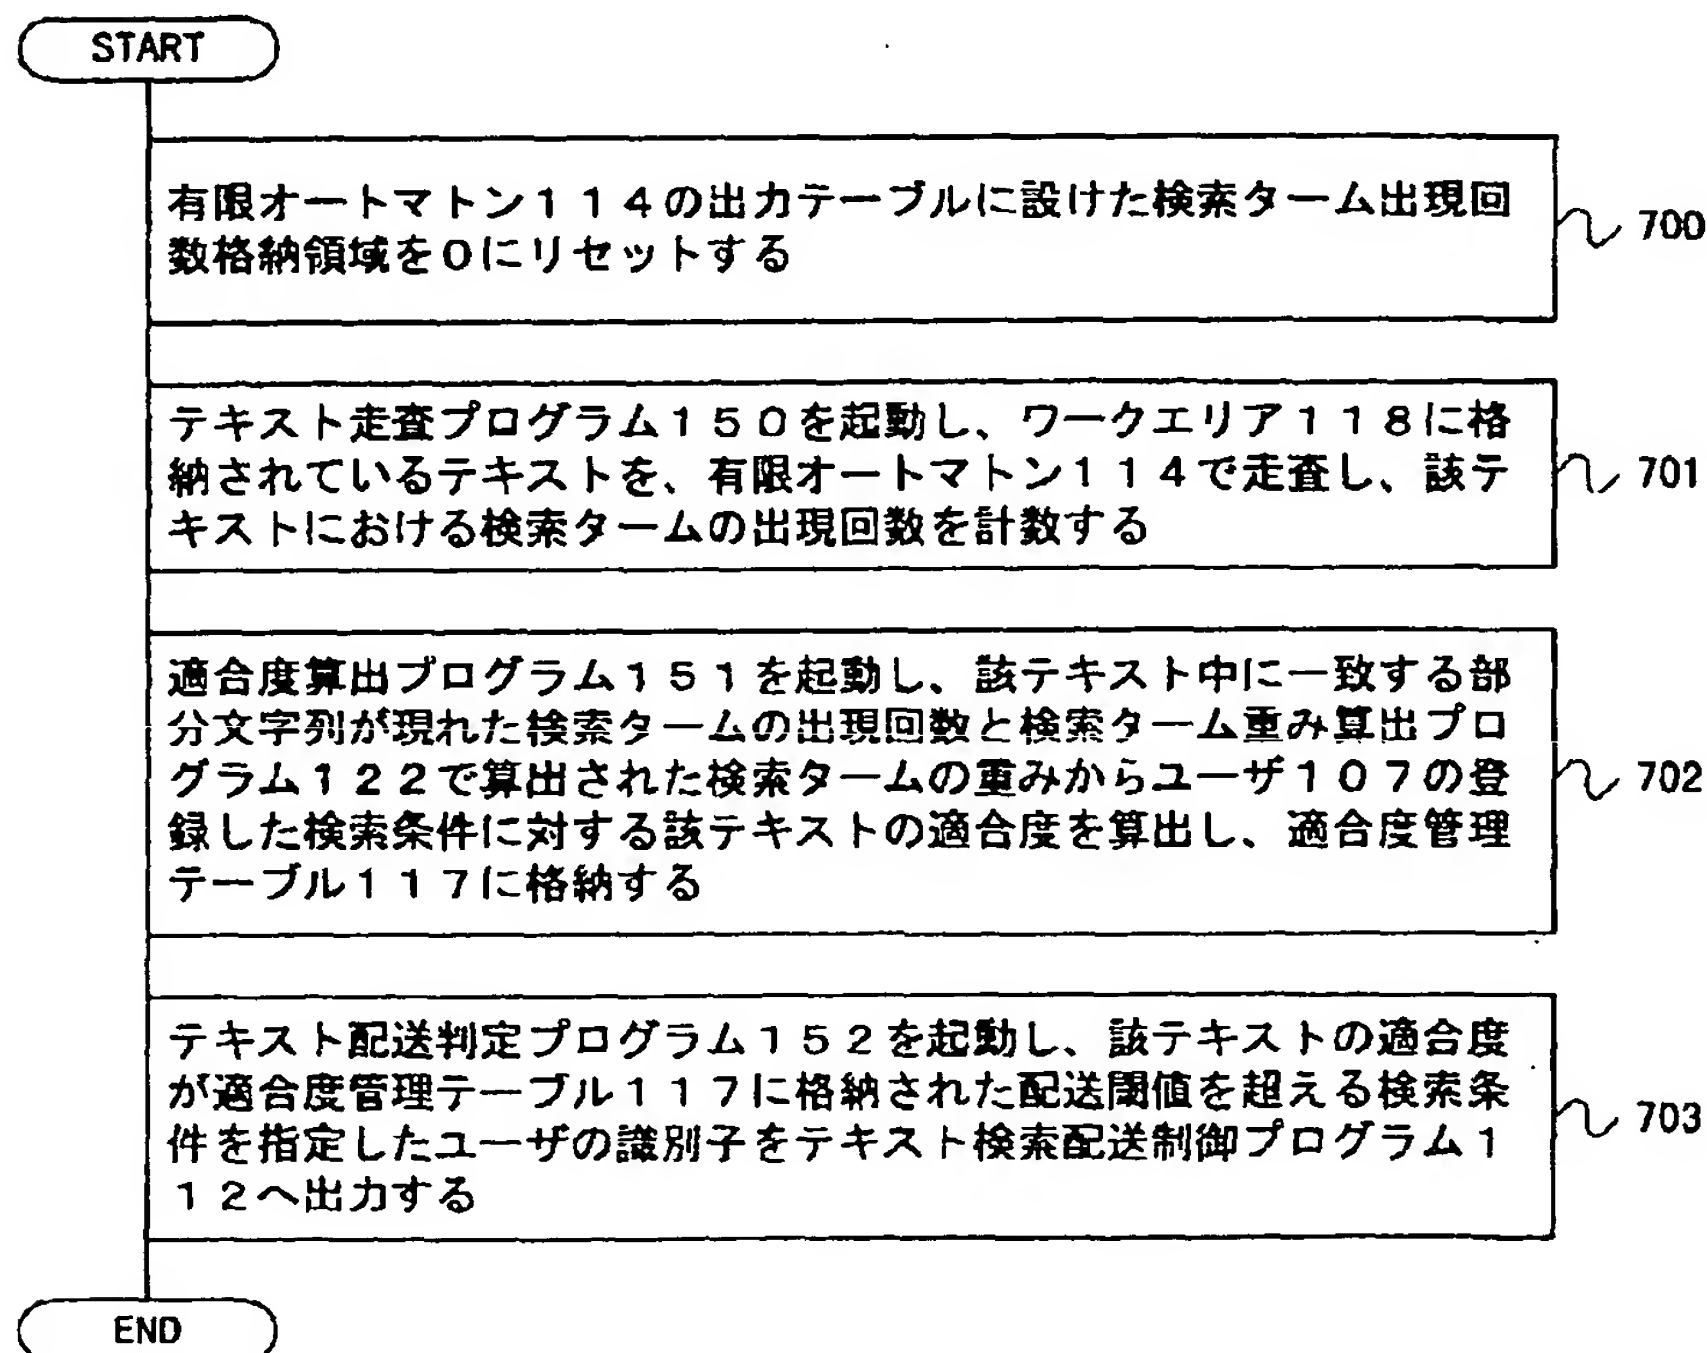 START
有限オートマトン１１４の出力テーブルに設けた検索ターム出現回
数格納領域を０にリセットする
700
テキスト走査プログラム１５０を起動し、ワークエリア１１８に格
納されているテキストを、有限オートマトン１１４で走査し、該テ
キストにおける検索タームの出現回数を計数する
701
適合度算出プログラム１５１を起動し、該テキスト中に一致する部
分文字列が現れた検索タームの出現回数と検索ターム重み算出プロ
グラム１２２で算出された検索タームの重みからユーザ１０７の登
録した検索条件に対する該テキストの適合度を算出し、適合度管理
テーブル１１７に格納する
702
テキスト配送判定プログラム１５２を起動し、該テキストの適合度
が適合度管理テーブル１１７に格納された配送閾値を超える検索条
件を指定したユーザの識別子をテキスト検索配送制御プログラム１
１２へ出力する
703
END